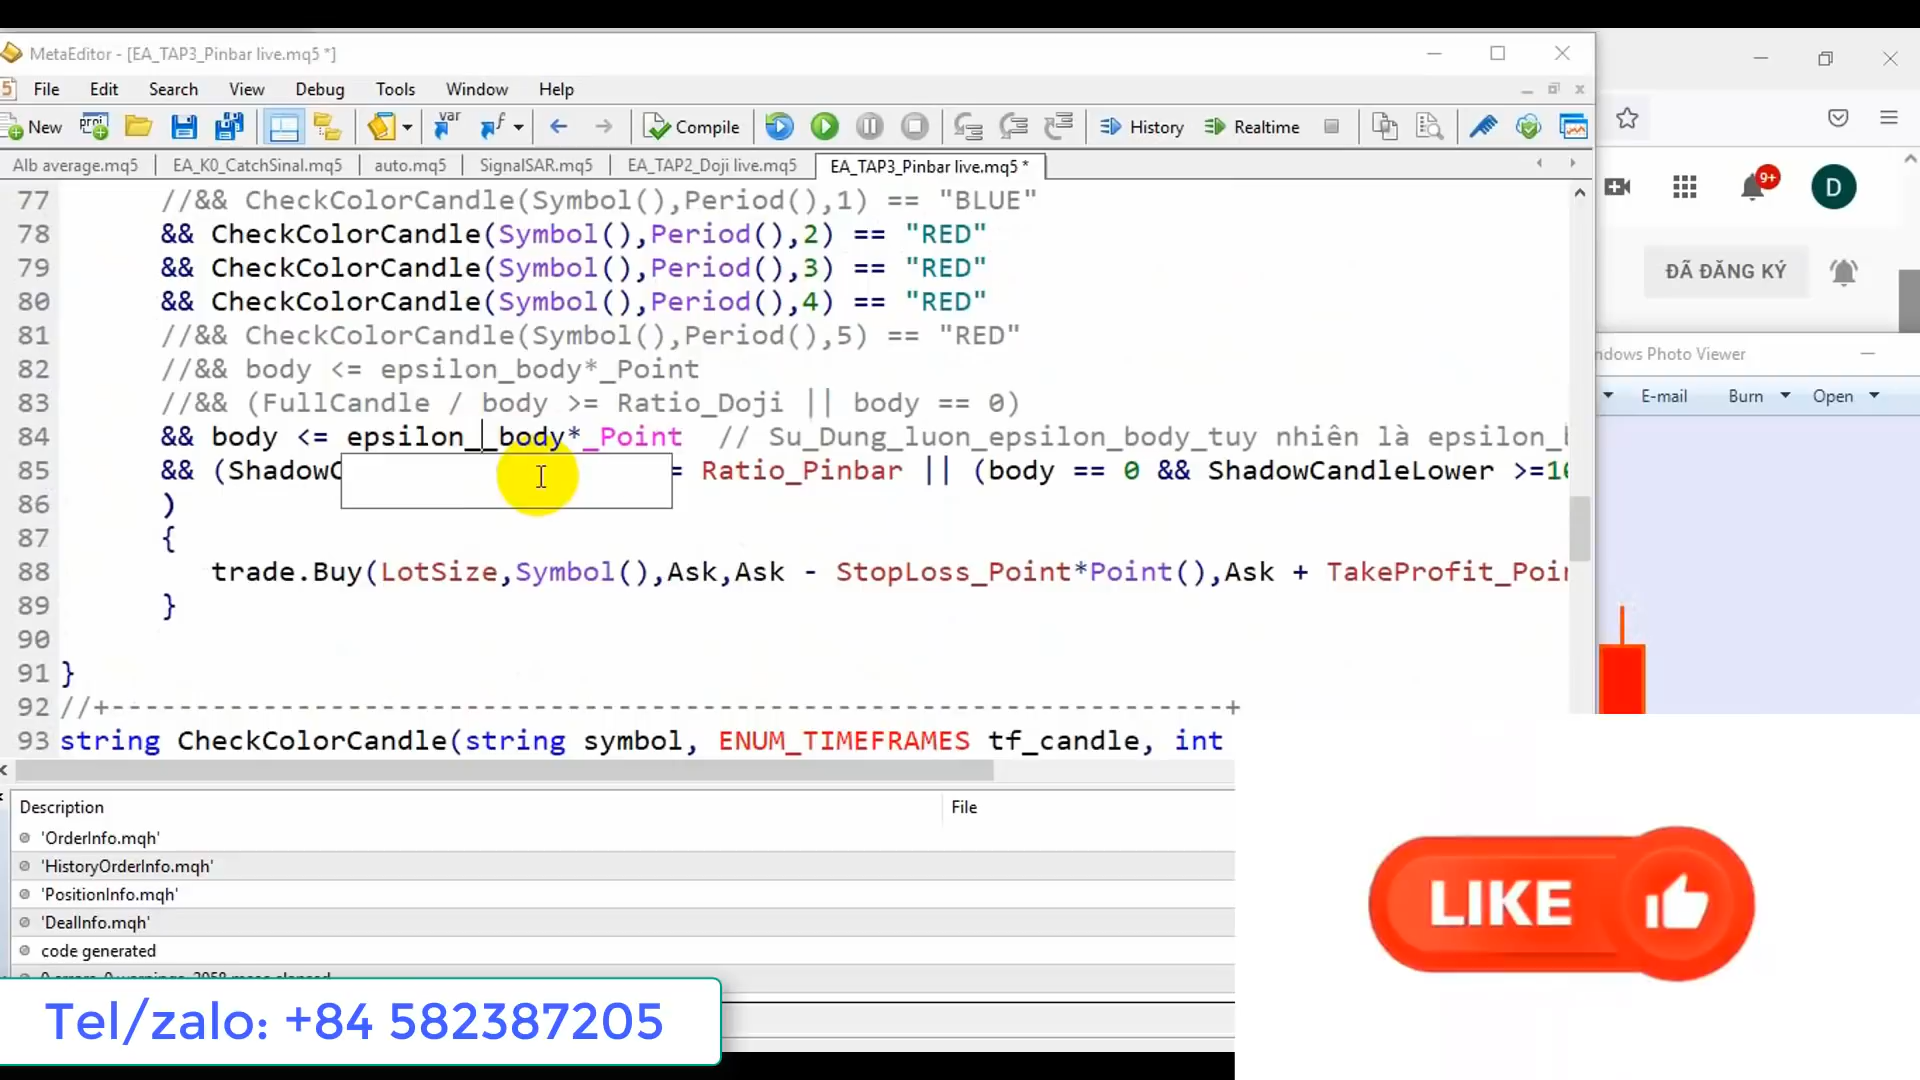 MetaEditor - [EA_TAP3_Pinbar live.mq5 *]
File Edit Search View Debug Tools Window Help
New Compile History Realtime
Alb average.mq5 EA_K0_CatchSinal.mq5 auto.mq5 SignalSAR.mq5 EA_TAP2_Doji live.mq5 EA_TAP3_Pinbar live.mq5 *
77 //&& CheckColorCandle(Symbol(),Period(),1) == "BLUE"
78 && CheckColorCandle(Symbol(),Period(),2) == "RED"
79 && CheckColorCandle(Symbol(),Period(),3) == "RED"
80 && CheckColorCandle(Symbol(),Period(),4) == "RED"
81 //&& CheckColorCandle(Symbol(),Period(),5) == "RED"
82 //&& body <= epsilon_body*_Point
83 //&& (FullCandle / body >= Ratio_Doji || body == 0)
84 && body <= epsilon__body*_Point // Su_Dung_luon_epsilon_body_tuy nhiên là
85 && = Ratio_Pinbar || (body == 0 && ShadowCandleLower >=
86 )
87 {
88 trade.Buy(LotSize,Symbol(),Ask,Ask - StopLoss_Point*Point(),Ask +
89 }
90
91 }
92 //+------------------------------------------------------------------+
93 string CheckColorCandle(string symbol, ENUM_TIMEFRAMES tf_candle, int
Description File
'OrderInfo.mqh'
'HistoryOrderInfo.mqh'
'PositionInfo.mqh'
'DealInfo.mqh'
code generated
Tel/zalo: +84 582387205
9+
D
ĐÃ ĐĂNG KÝ
Photo Viewer
E-mail Burn Open
LIKE